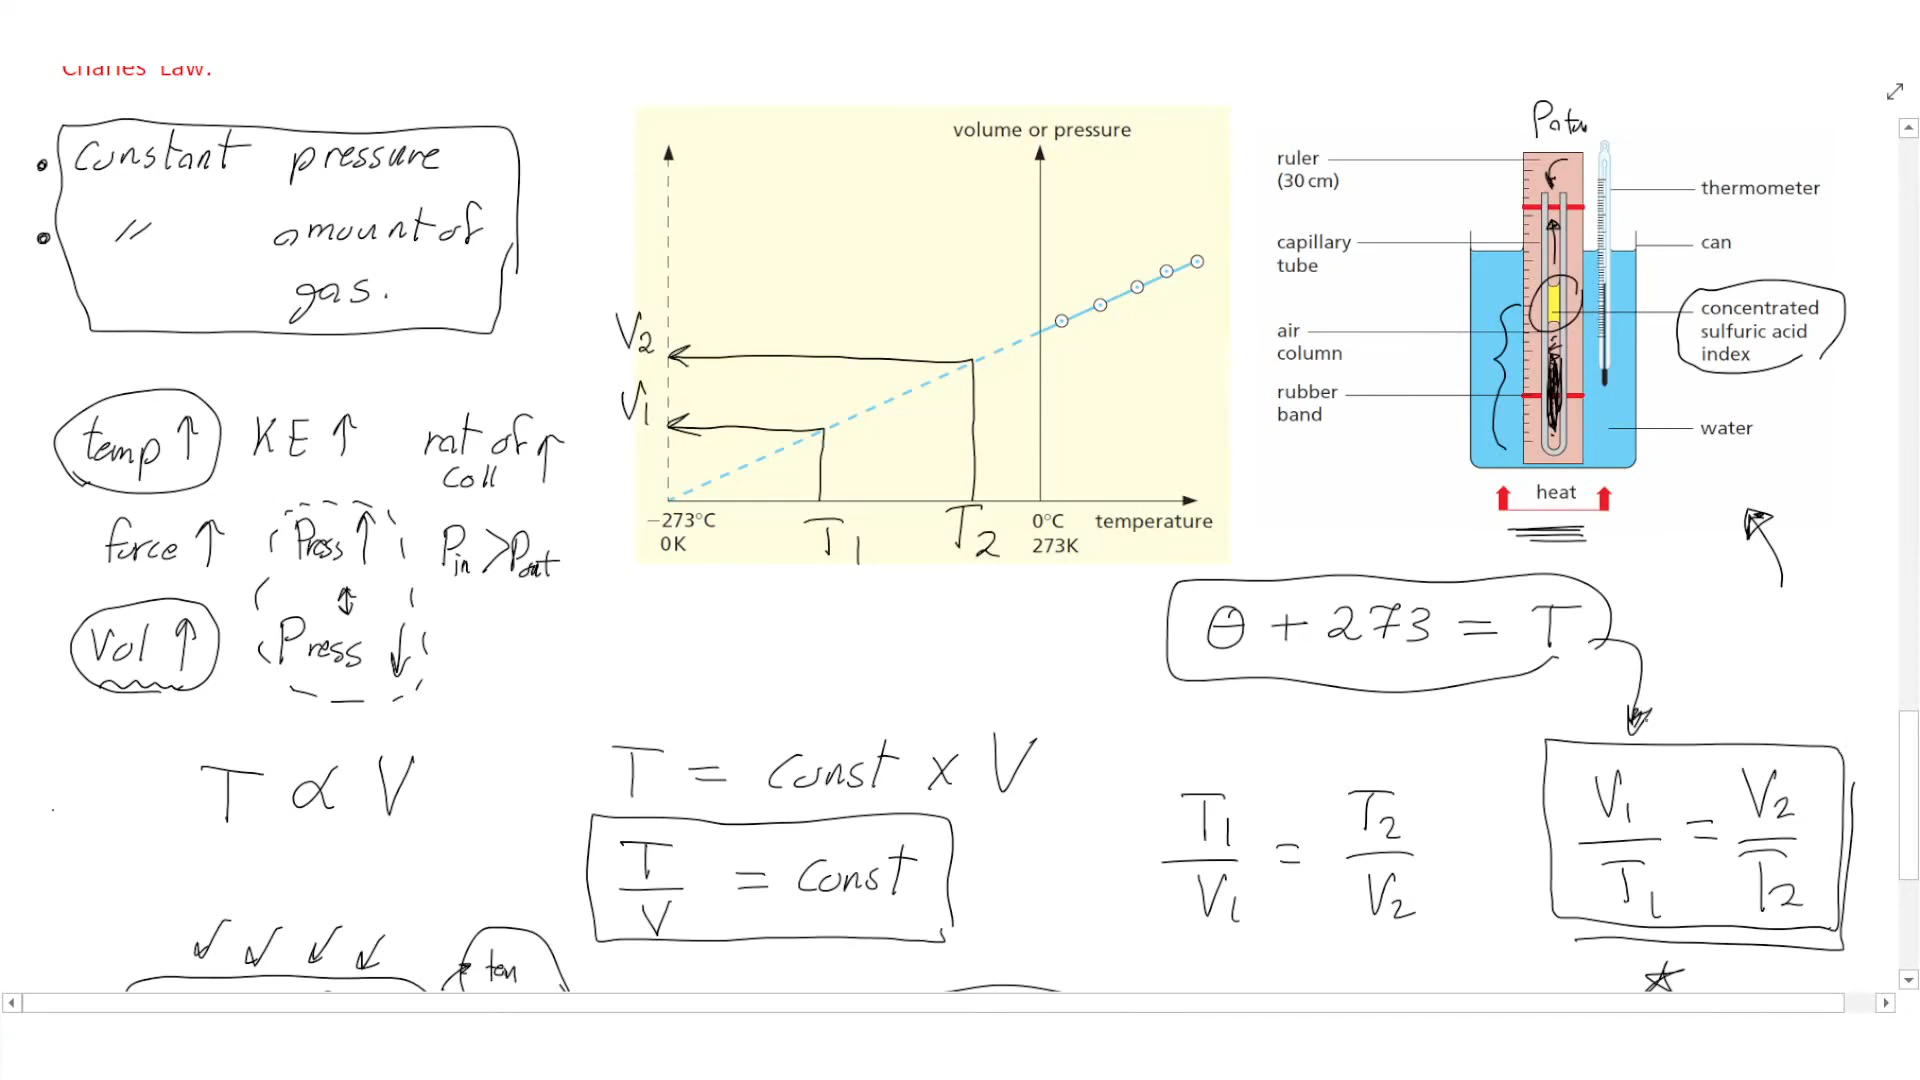 Charles Law.
• Constant pressure
• " amount of
gas.
temp ↑ KE ↑ rat of ↑
coll
force ↑ Press ↑ Pin > Pout
Vol ↑ Press ↓
T ∝ V
volume or pressure
V2
V1
−273°C
0K
T1
T2
0°C
273K
temperature
Patm
ruler
(30 cm)
capillary
tube
air
column
rubber
band
thermometer
can
concentrated
sulfuric acid
index
water
heat
θ + 273 = T
T = const x V
T/V = const
T1/V1 = T2/V2
V1/T1 = V2/T2
ten